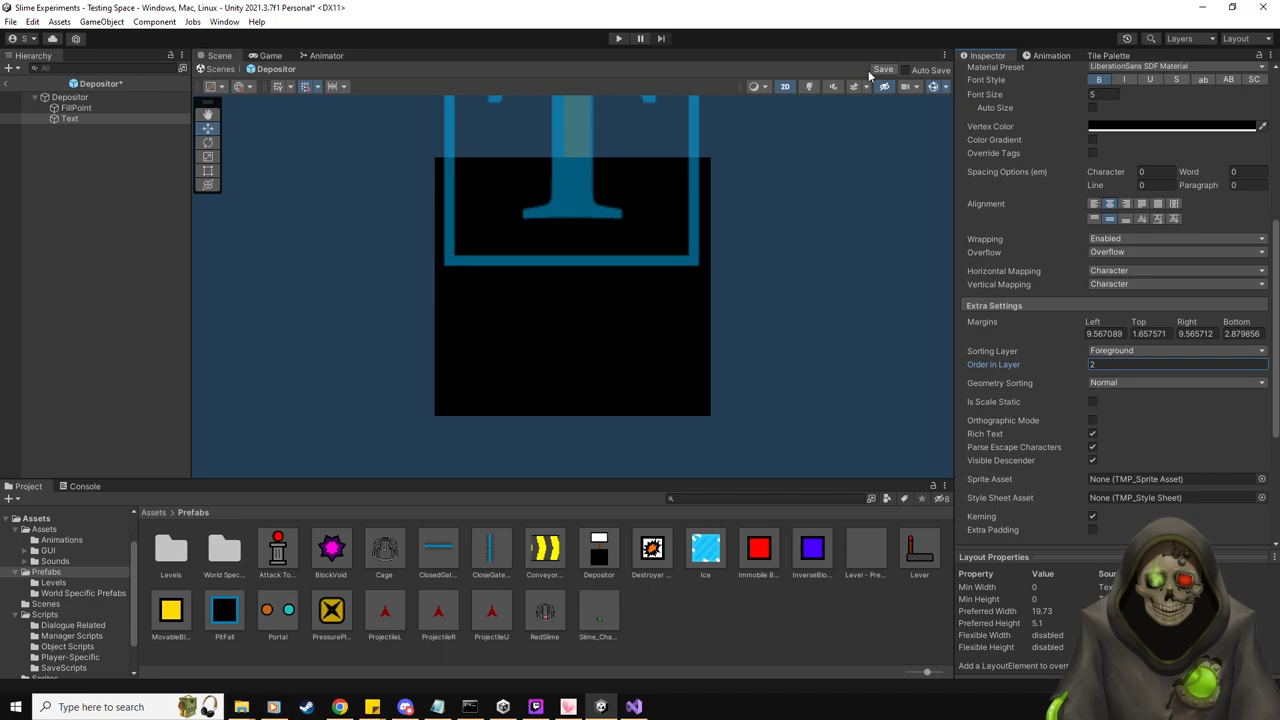 Slime Experiments - Testing Space - Windows, Mac, Linux - Unity 2021.3.7f1 Personal* <DX11>
File Edit Assets GameObject Component Jobs Window Help
S Layers Layout
Hierarchy Scene Game Animator Inspector Animation Tile Palette
All Scenes Depositor Save Auto Save
Depositor*
Depositor
FillPoint
Text
2D
Material Preset LiberationSans SDF Material
Font Style B I U S ab AB SC
Font Size 5
Auto Size
Vertex Color
Color Gradient
Override Tags
Spacing Options (em) Character 0 Word 0
Line 0 Paragraph 0
Alignment
Wrapping Enabled
Overflow Overflow
Horizontal Mapping Character
Vertical Mapping Character
Extra Settings
Margins Left Top Right Bottom
9.567089 1.657571 9.565712 2.879856
Sorting Layer Foreground
Order in Layer 2
Geometry Sorting Normal
Is Scale Static
Orthographic Mode
Rich Text
Parse Escape Characters
Visible Descender
Sprite Asset None (TMP_Sprite Asset)
Style Sheet Asset None (TMP_Style Sheet)
Kerning
Extra Padding
Layout Properties
Property Value Sour
Min Width 0
Min Height 0
Preferred Width 19.73
Preferred Height 5.1
Flexible Width disabled
Flexible Height disabled
Add a LayoutElement to over
Project Console
8
Assets
Assets
Animations
GUI
Sounds
Prefabs
Levels
World Specific Prefabs
Scenes
Scripts
Dialogue Related
Manager Scripts
Object Scripts
Player-Specific
SaveScripts
Assets Prefabs
Levels World Spec... Attack To... BlockVoid Cage ClosedGat... CloseGate... Conveyor... Depositor Destroyer ... Ice Immobile B... InverseBlo... Level - Pre... Lever
MovableBl... PitFall Portal PressurePl... ProjectileL ProjectileR ProjectileU RedSlime Slime_Cha...
Type here to search